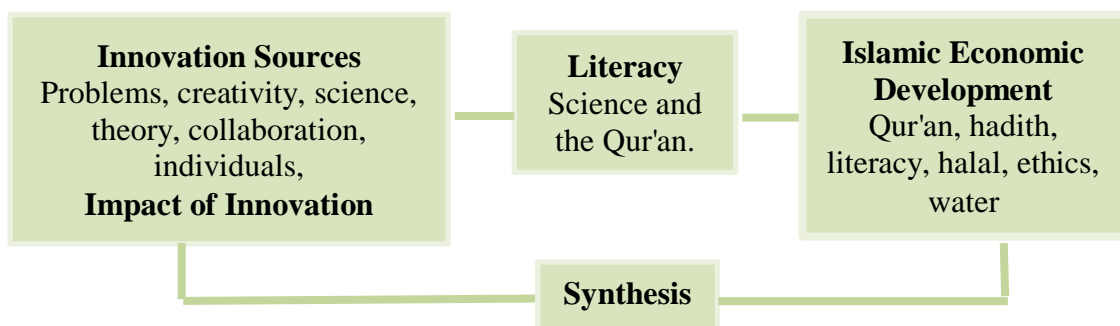 Innovation Sources
Problems, creativity, science,
theory, collaboration,
individuals,
Impact of Innovation
Literacy
Science and
the Qur'an.
Islamic Economic
Development
Qur'an, hadith,
literacy, halal, ethics,
water
Synthesis